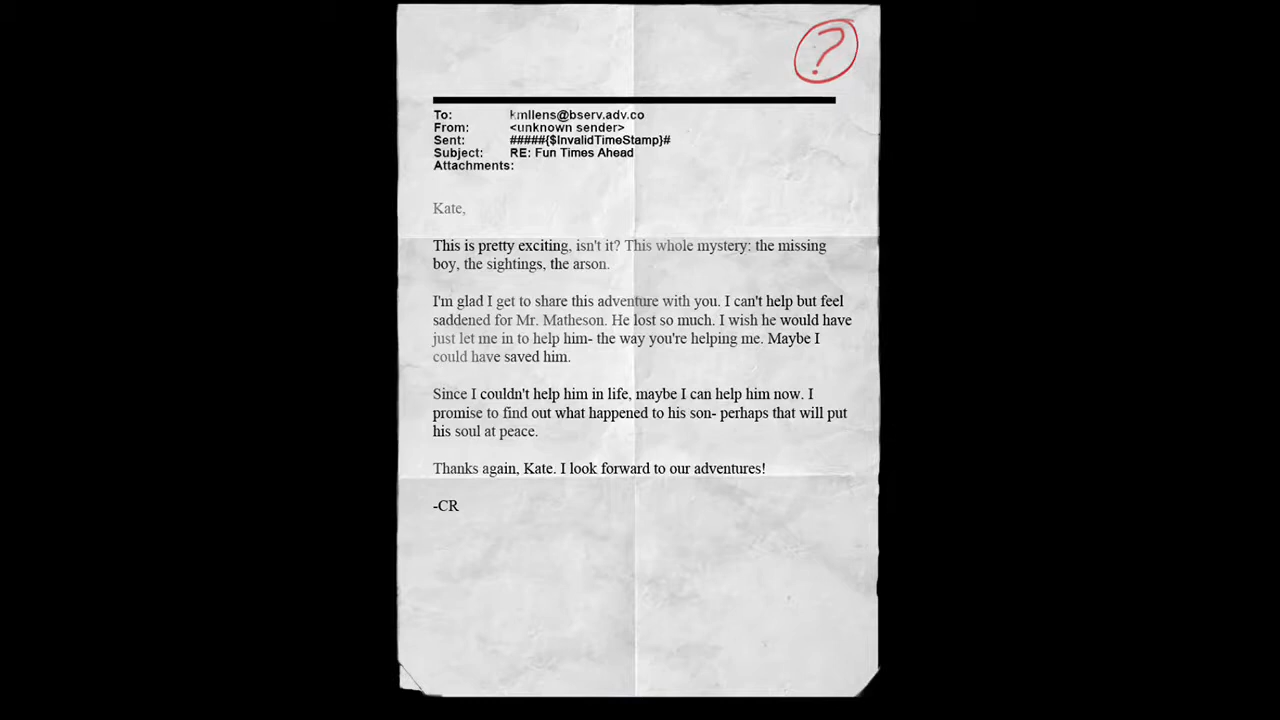 ?
To: kmllens@bserv.adv.co
From: <unknown sender>
Sent: #####{$InvalidTimeStamp}#
Subject: RE: Fun Times Ahead
Attachments:
Kate,
This is pretty exciting, isn't it? This whole mystery: the missing
boy, the sightings, the arson.
I'm glad I get to share this adventure with you. I can't help but feel
saddened for Mr. Matheson. He lost so much. I wish he would have
just let me in to help him- the way you're helping me. Maybe I
could have saved him.
Since I couldn't help him in life, maybe I can help him now. I
promise to find out what happened to his son- perhaps that will put
his soul at peace.
Thanks again, Kate. I look forward to our adventures!
-CR